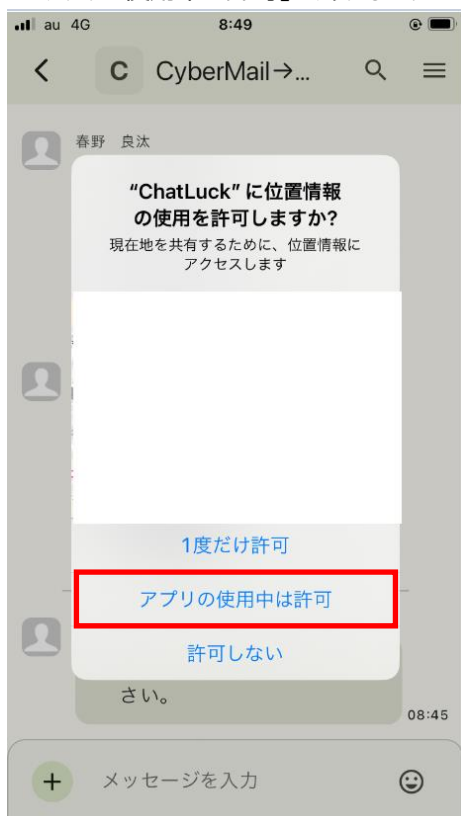 au 4G 8:49
C CyberMail→...
春野 良汰
“ChatLuck”に位置情報
の使用を許可しますか?
現在地を共有するために、位置情報に
アクセスします
1度だけ許可
アプリの使用中は許可
許可しない
さい。
08:45
メッセージを入力